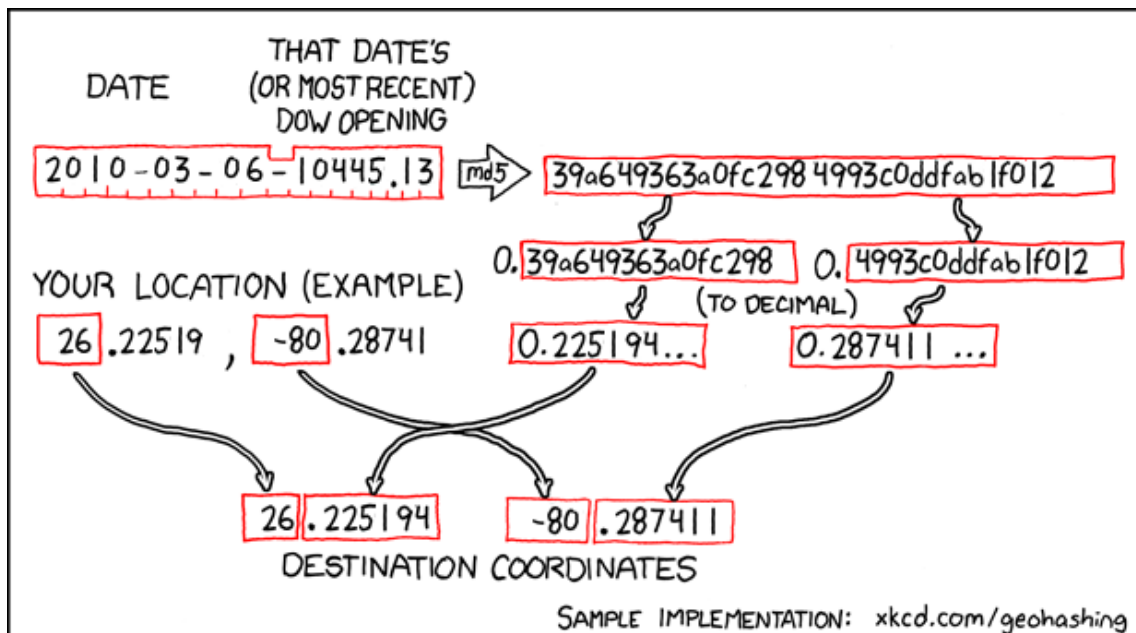 DATE
THAT DATE'S
(OR MOST RECENT)
DOW OPENING
2010-03-06-10445.13
md5
39a649363a0fc298 4993c0ddfab1f012
0.39a649363a0fc298
0.4993c0ddfab1f012
(TO DECIMAL)
0.225194...
0.287411 ...
YOUR LOCATION (EXAMPLE)
26.22519, -80.28741
26.225194 -80.287411
DESTINATION COORDINATES
SAMPLE IMPLEMENTATION: xkcd.com/geohashing